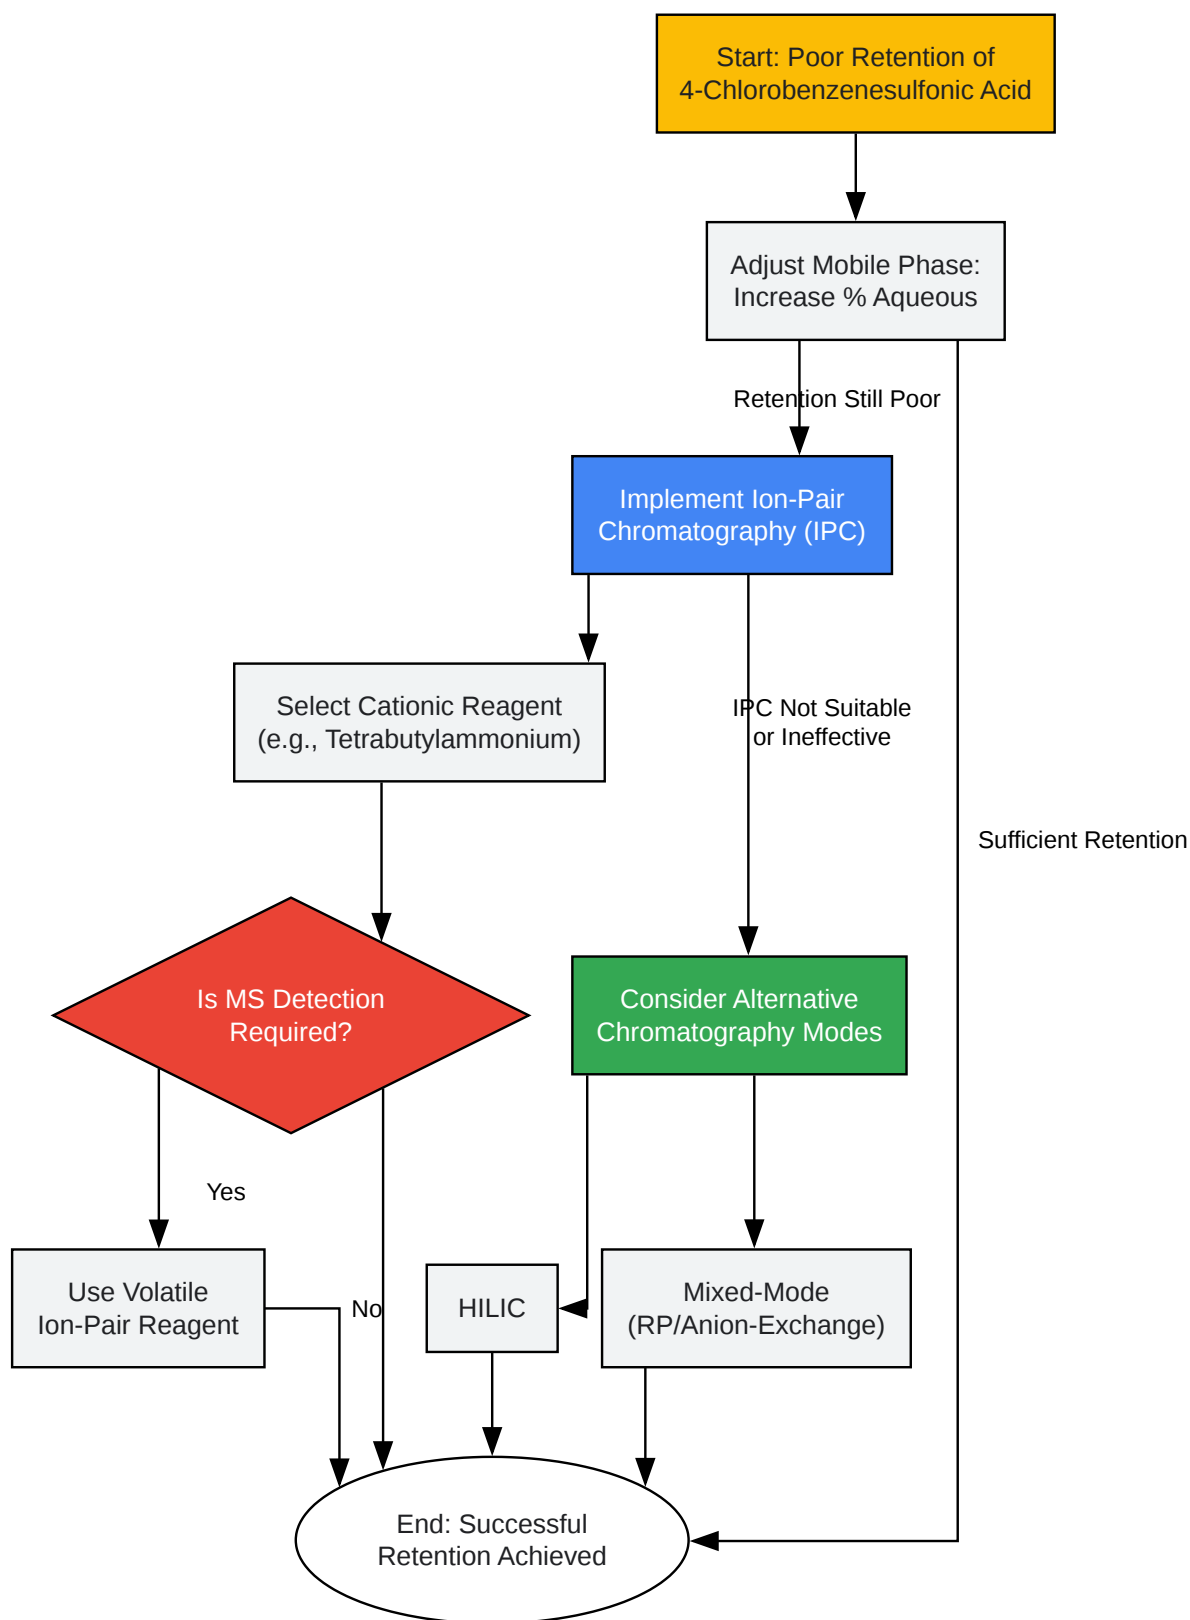 Start: Poor Retention of
4-Chlorobenzenesulfonic Acid
Adjust Mobile Phase:
Increase % Aqueous
Retention Still Poor
Implement Ion-Pair
Chromatography (IPC)
Select Cationic Reagent
(e.g., Tetrabutylammonium)
IPC Not Suitable
or Ineffective
Sufficient Retention
Is MS Detection
Required?
Consider Alternative
Chromatography Modes
Yes
Use Volatile
Ion-Pair Reagent
No
HILIC
Mixed-Mode
(RP/Anion-Exchange)
End: Successful
Retention Achieved